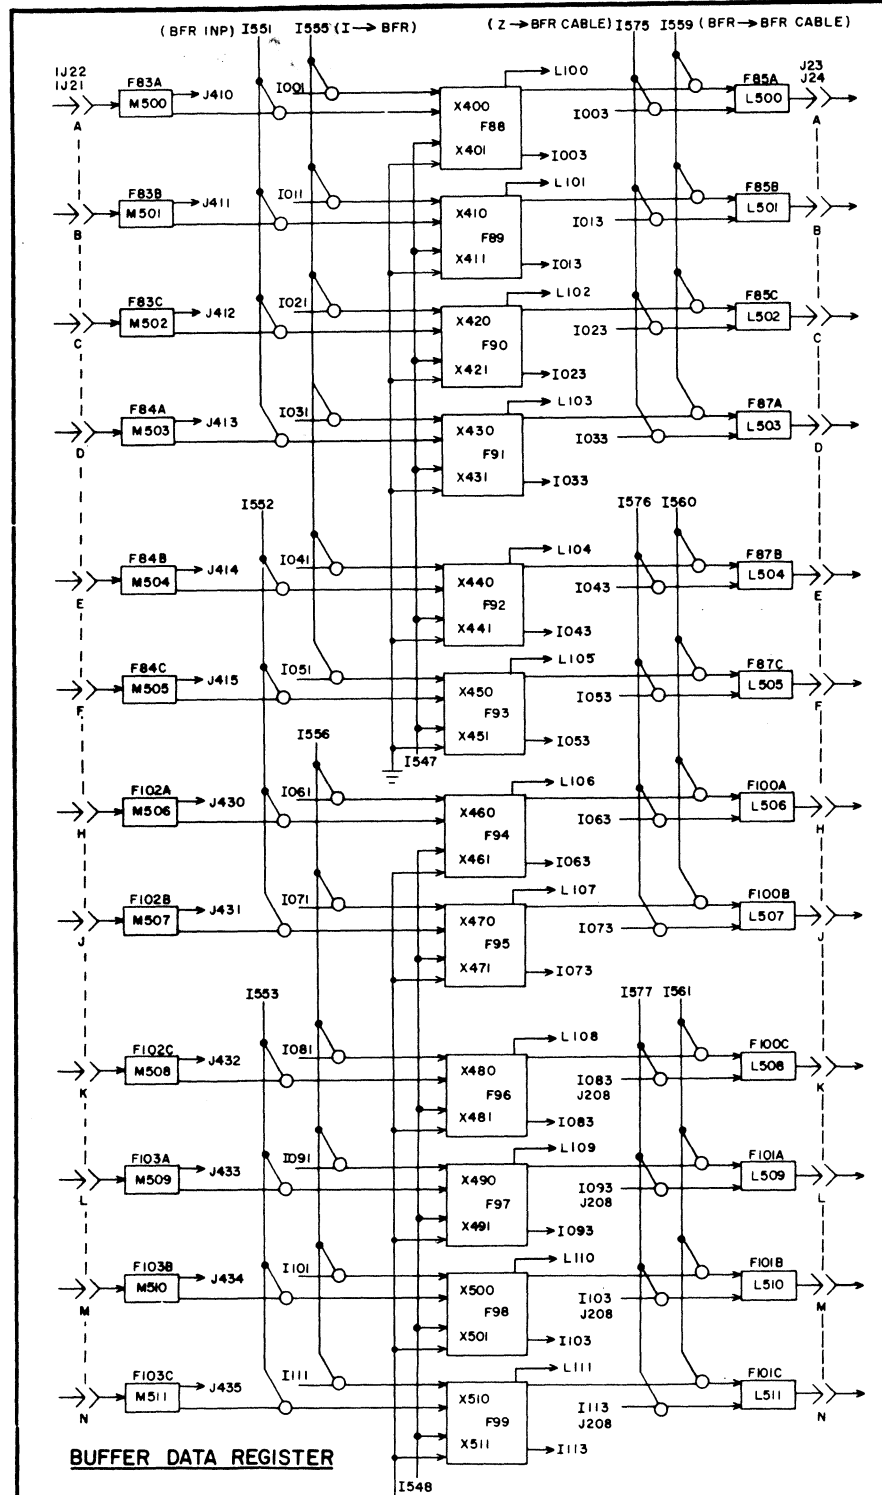 (BFR INP) I551 I555 (I → BFR) (Z → BFR CABLE) I575 I559 (BFR → BFR CABLE)
1J22
1J21
J23
J24
F83A
M500
J410
I001
L100
X400
F88
X401
I003
I003
F85A
L500
A
A
F83B
M501
J411
I011
L101
X410
F89
X411
I013
I013
F85B
L501
B
B
F83C
M502
J412
I021
L102
X420
F90
X421
I023
I023
F85C
L502
C
C
F84A
M503
J413
I031
L103
X430
F91
X431
I033
I033
F87A
L503
D
D
I552
I576 I560
F84B
M504
J414
I041
L104
X440
F92
X441
I043
I043
F87B
L504
E
E
F84C
M505
J415
I051
L105
X450
F93
X451
I053
I053
F87C
L505
F
F
I556
I547
F102A
M506
J430
I061
L106
X460
F94
X461
I063
I063
F100A
L506
H
H
F102B
M507
J431
I071
L107
X470
F95
X471
I073
I073
F100B
L507
J
J
I553
I577 I561
F102C
M508
J432
I081
L108
X480
F96
X481
I083
I083
J208
F100C
L508
K
K
F103A
M509
J433
I091
L109
X490
F97
X491
I093
I093
J208
F101A
L509
L
L
F103B
M510
J434
I101
L110
X500
F98
X501
I103
I103
J208
F101B
L510
M
M
F103C
M511
J435
I111
L111
X510
F99
X511
I113
I113
J208
F101C
L511
N
N
BUFFER DATA REGISTER
I548